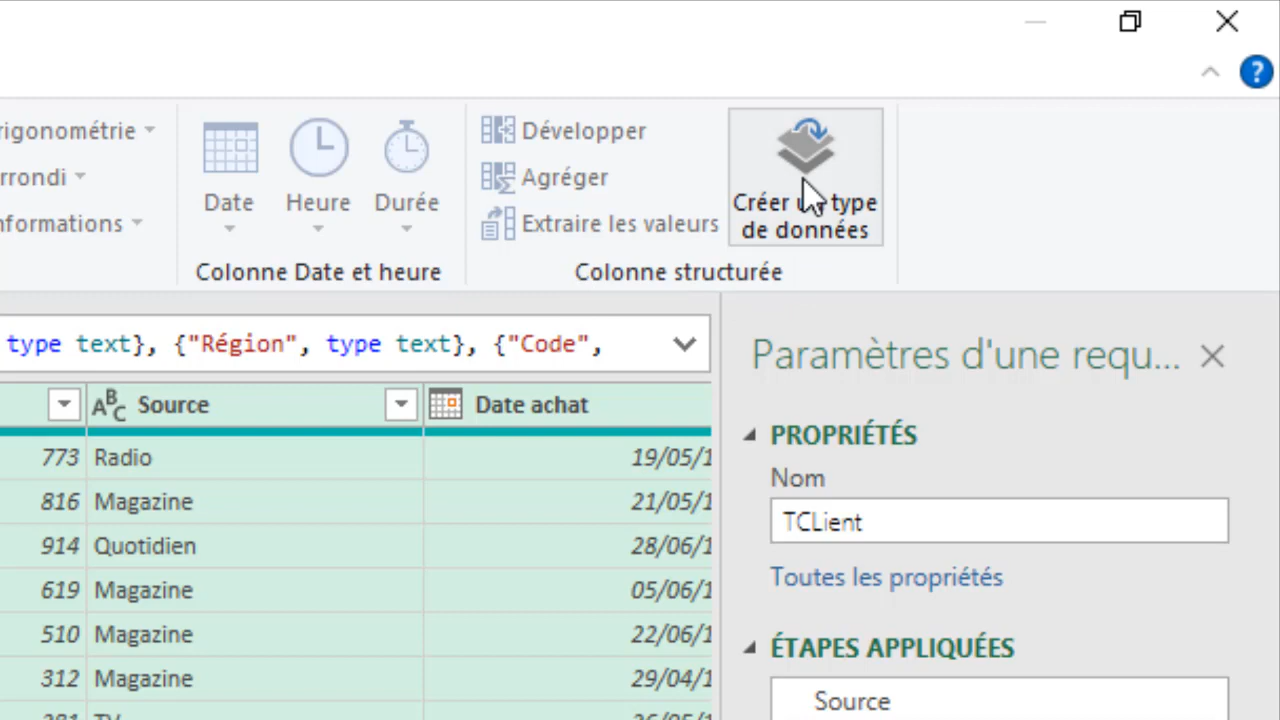 ?
rigonométrie
rrondi
nformations
Date
Heure
Durée
Colonne Date et heure
Développer
Agréger
Extraire les valeurs
Colonne structurée
Créer type
de données
type text}, {"Région", type text}, {"Code",
Paramètres d'une requ...
ABC Source Date achat
773 Radio 19/05/1
816 Magazine 21/05/1
914 Quotidien 28/06/1
619 Magazine 05/06/1
510 Magazine 22/06/1
312 Magazine 29/04/1
PROPRIÉTÉS
Nom
TCLient
Toutes les propriétés
ÉTAPES APPLIQUÉES
Source